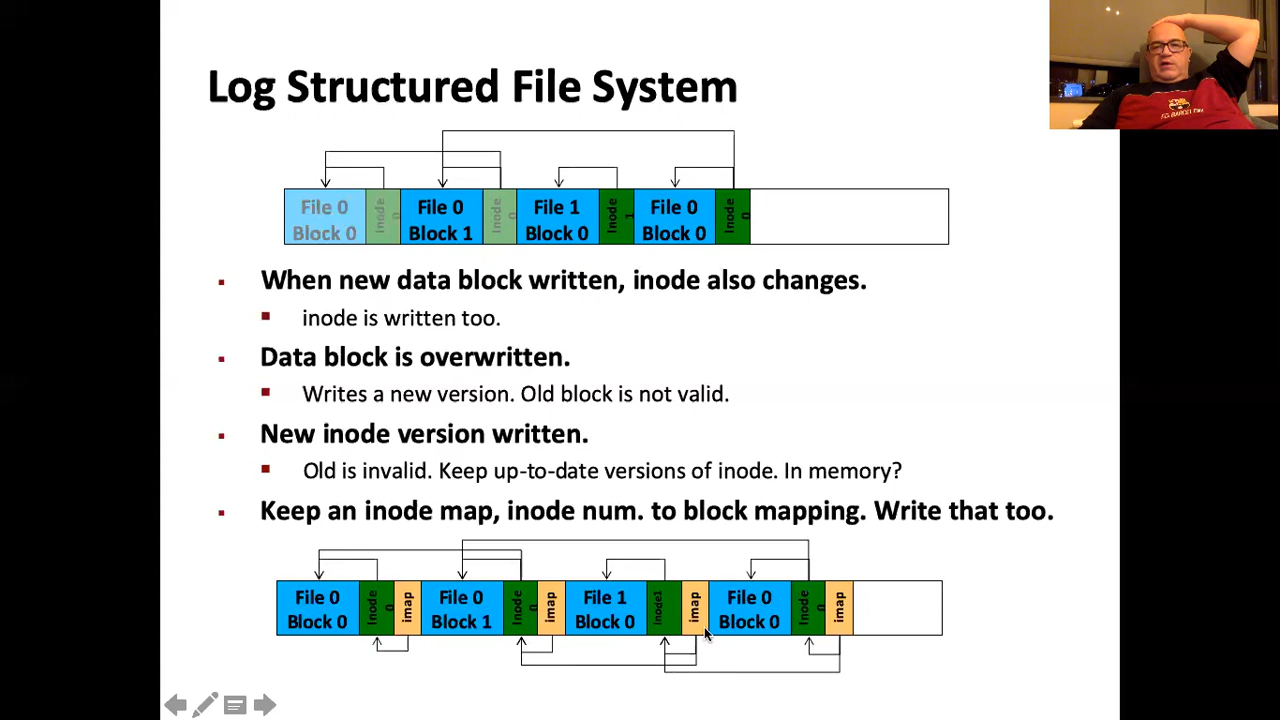 Log Structured File System
File 0
Block 0
Inode 0
File 0
Block 1
Inode 0
File 1
Block 0
Inode 1
File 0
Block 0
Inode 0
When new data block written, inode also changes.
inode is written too.
Data block is overwritten.
Writes a new version. Old block is not valid.
New inode version written.
Old is invalid. Keep up-to-date versions of inode. In memory?
Keep an inode map, inode num. to block mapping. Write that too.
File 0
Block 0
Inode 0
imap
File 0
Block 1
Inode 0
imap
File 1
Block 0
inode1
imap
File 0
Block 0
Inode 0
imap